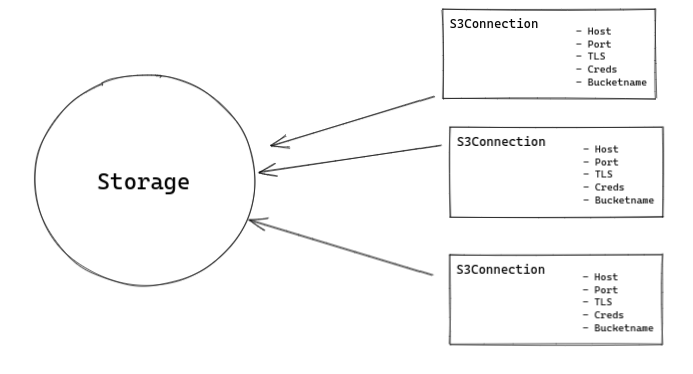 S3Connection
- Host
- Port
- TLS
- Creds
- Bucketname
Storage
S3Connection
- Host
- Port
- TLS
- Creds
- Bucketname
S3Connection
- Host
- Port
- TLS
- Creds
- Bucketname